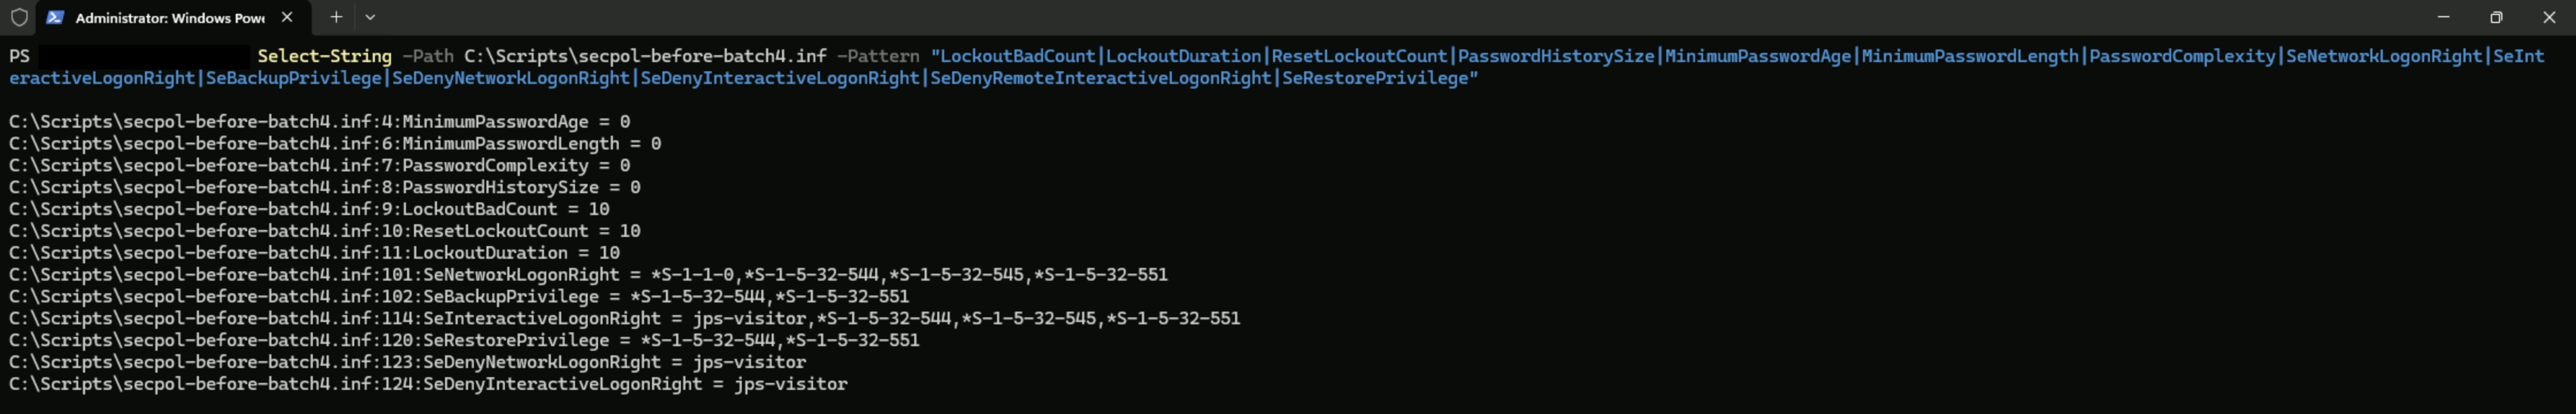 Administrator: Windows Powe
PS Select-String -Path C:\Scripts\secpol-before-batch4.inf -Pattern "LockoutBadCount|LockoutDuration|ResetLockoutCount|PasswordHistorySize|MinimumPasswordAge|MinimumPasswordLength|PasswordComplexity|SeNetworkLogonRight|SeInt
eractiveLogonRight|SeBackupPrivilege|SeDenyNetworkLogonRight|SeDenyInteractiveLogonRight|SeDenyRemoteInteractiveLogonRight|SeRestorePrivilege"
C:\Scripts\secpol-before-batch4.inf:4:MinimumPasswordAge = 0
C:\Scripts\secpol-before-batch4.inf:6:MinimumPasswordLength = 0
C:\Scripts\secpol-before-batch4.inf:7:PasswordComplexity = 0
C:\Scripts\secpol-before-batch4.inf:8:PasswordHistorySize = 0
C:\Scripts\secpol-before-batch4.inf:9:LockoutBadCount = 10
C:\Scripts\secpol-before-batch4.inf:10:ResetLockoutCount = 10
C:\Scripts\secpol-before-batch4.inf:11:LockoutDuration = 10
C:\Scripts\secpol-before-batch4.inf:101:SeNetworkLogonRight = *S-1-1-0,*S-1-5-32-544,*S-1-5-32-545,*S-1-5-32-551
C:\Scripts\secpol-before-batch4.inf:102:SeBackupPrivilege = *S-1-5-32-544,*S-1-5-32-551
C:\Scripts\secpol-before-batch4.inf:114:SeInteractiveLogonRight = jps-visitor,*S-1-5-32-544,*S-1-5-32-545,*S-1-5-32-551
C:\Scripts\secpol-before-batch4.inf:120:SeRestorePrivilege = *S-1-5-32-544,*S-1-5-32-551
C:\Scripts\secpol-before-batch4.inf:123:SeDenyNetworkLogonRight = jps-visitor
C:\Scripts\secpol-before-batch4.inf:124:SeDenyInteractiveLogonRight = jps-visitor